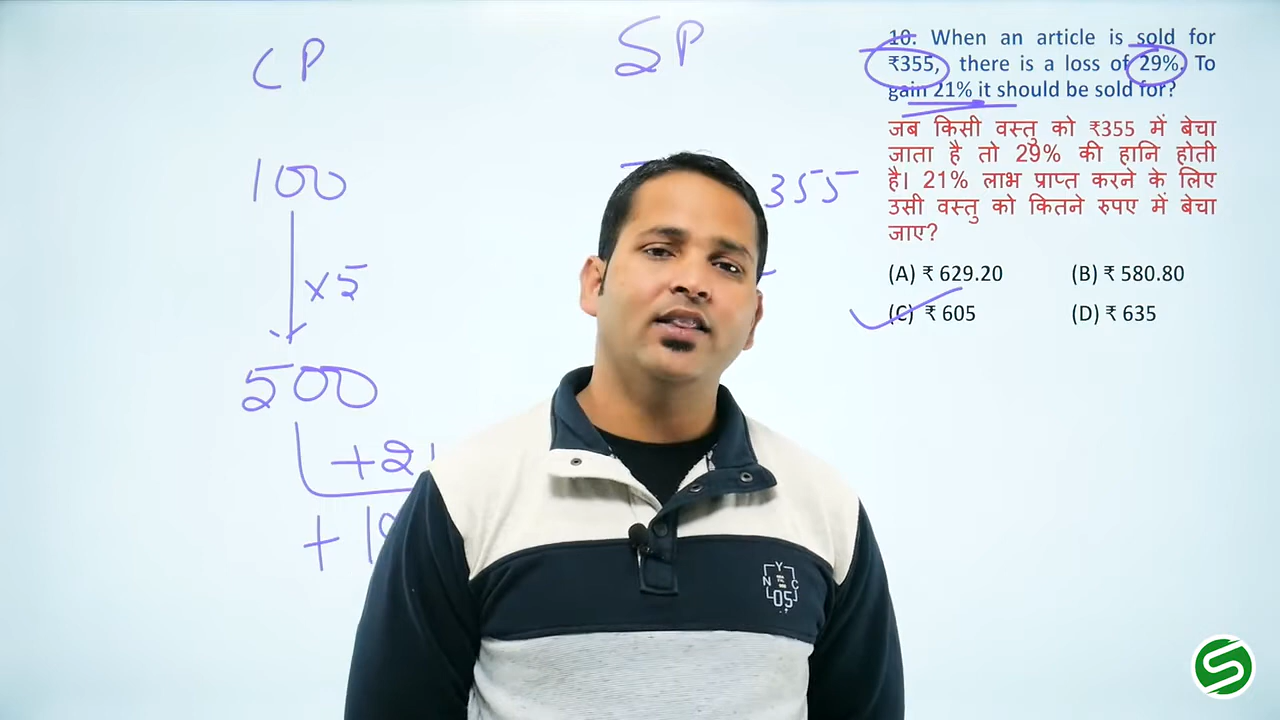 CP
SP
10. When an article is sold for
₹355, there is a loss of 29%. To
gain 21% it should be sold for?
जब किसी वस्तु को ₹355 में बेचा
जाता है तो 29% की हानि होती
है। 21% लाभ प्राप्त करने के लिए
उसी वस्तु को कितने रुपए में बेचा
जाए?
(A) ₹ 629.20
(B) ₹ 580.80
(C) ₹ 605
(D) ₹ 635
100
355
×5
500
Y
N C
05
S